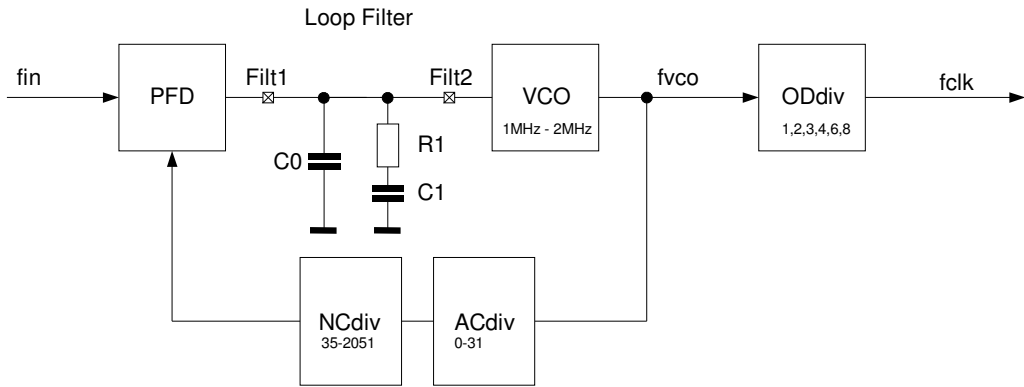 Loop Filter
fin
PFD
Filt1
Filt2
VCO
1MHz - 2MHz
fvco
ODdiv
1,2,3,4,6,8
fclk
C0
R1
C1
NCdiv
35-2051
ACdiv
0-31